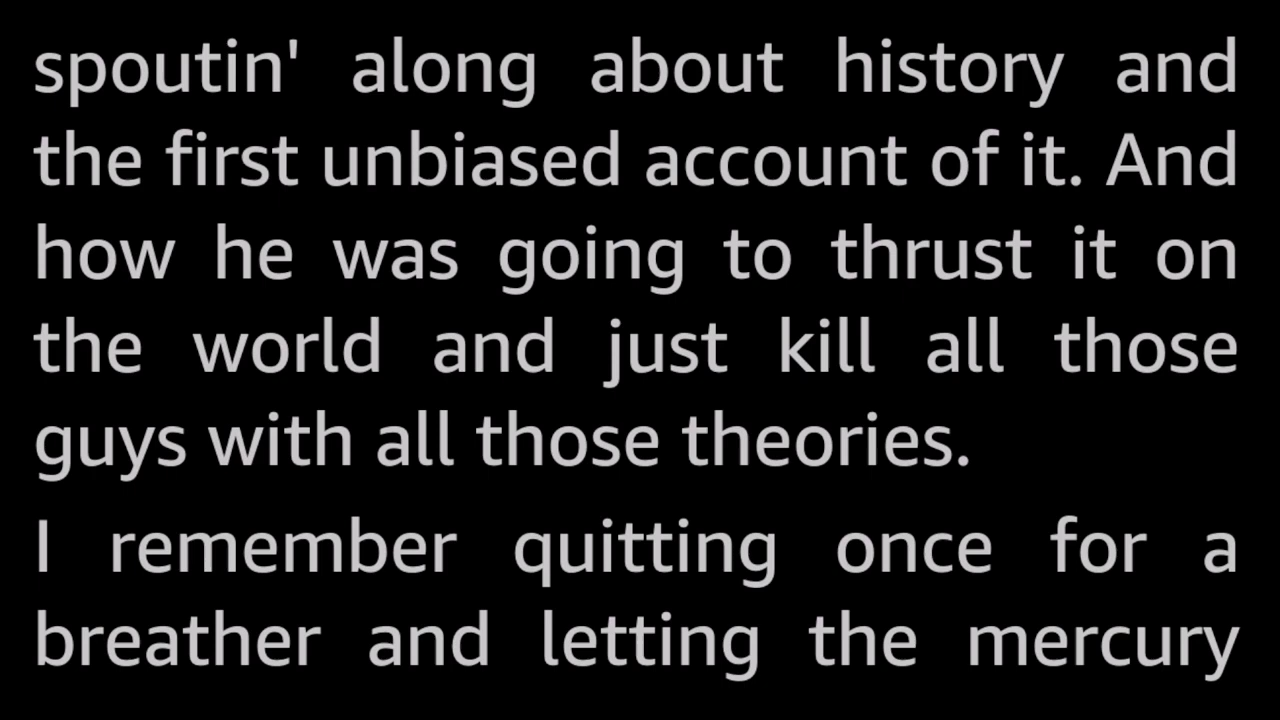 spoutin' along about history and
the first unbiased account of it. And
how he was going to thrust it on
the world and just kill all those
guys with all those theories.
I remember quitting once for a
breather and letting the mercury